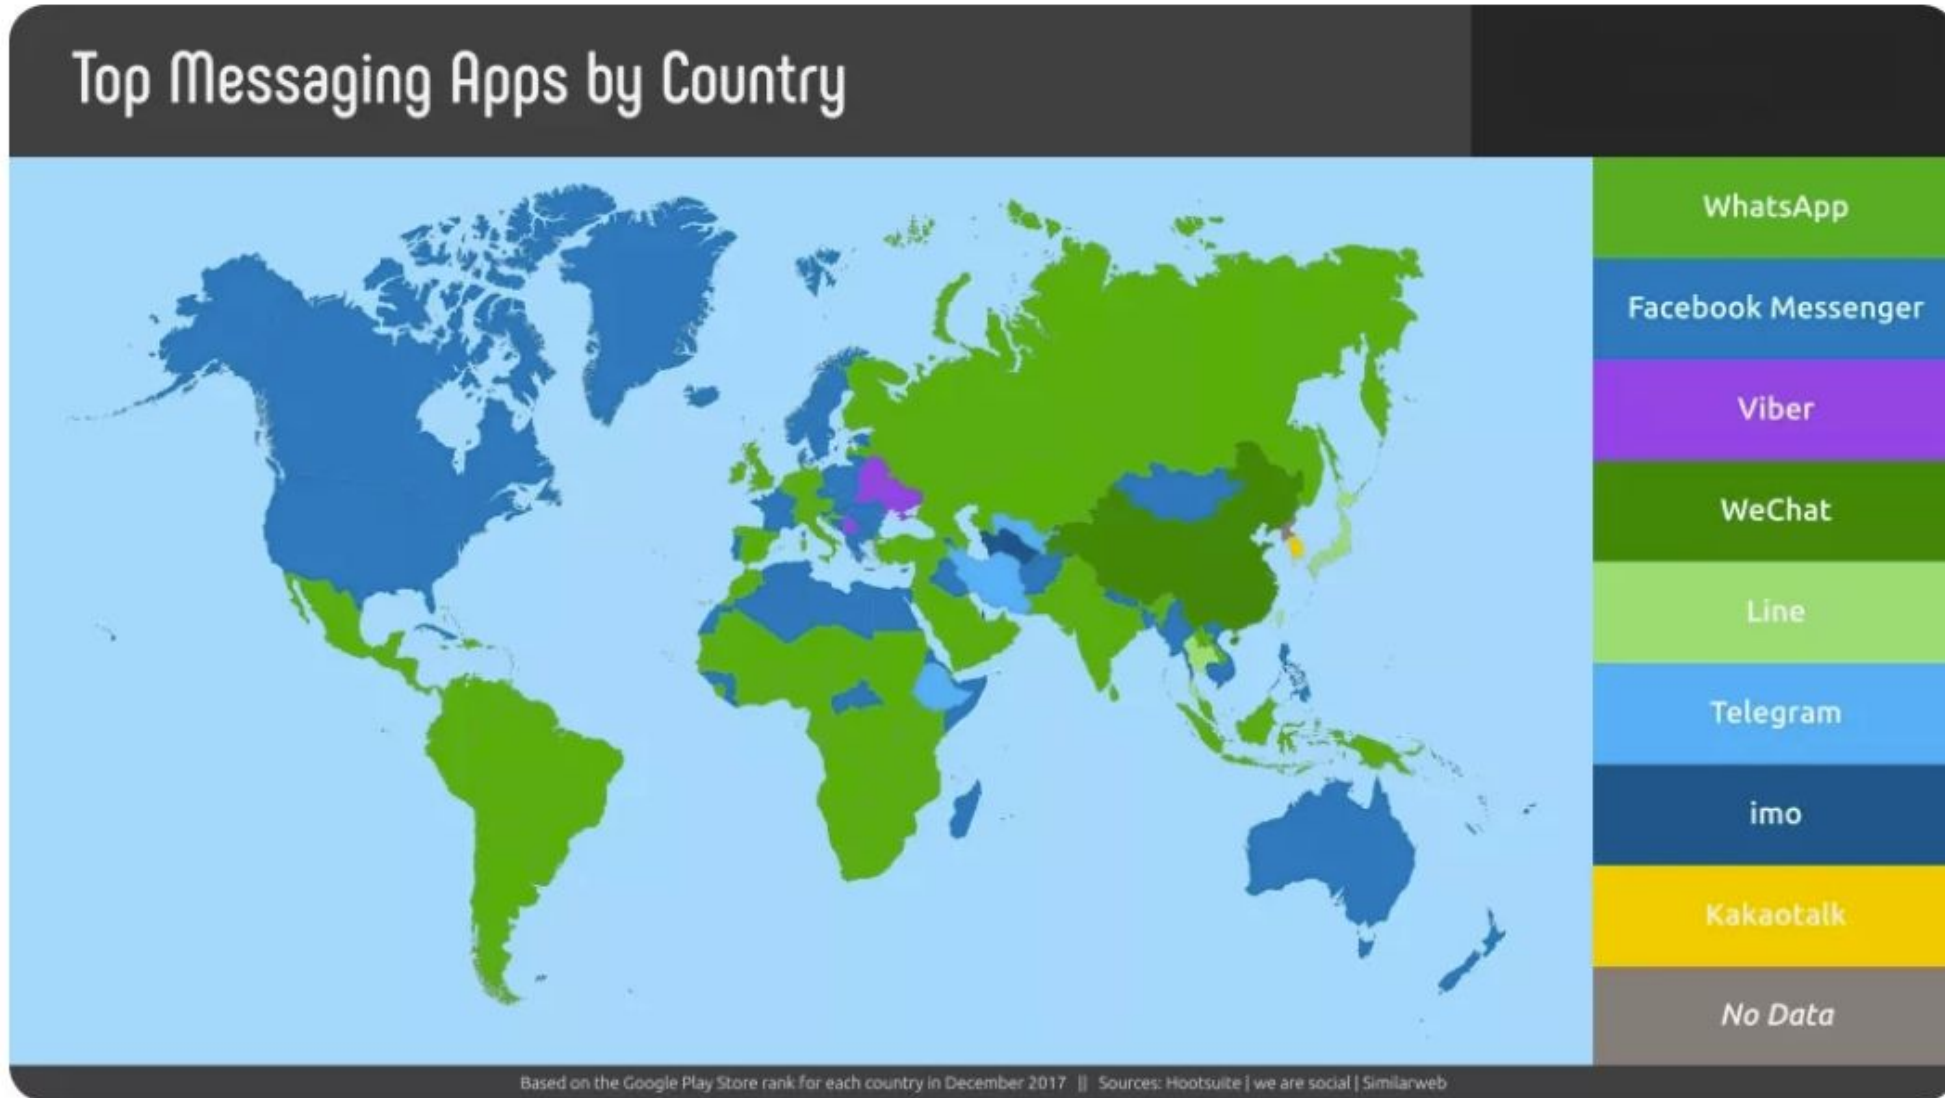 Top Messaging Apps by Country
WhatsApp
Facebook Messenger
Viber
WeChat
Line
Telegram
imo
Kakaotalk
No Data
Based on the Google Play Store rank for each country in December 2017 || Sources: Hootsuite | we are social | Similarweb